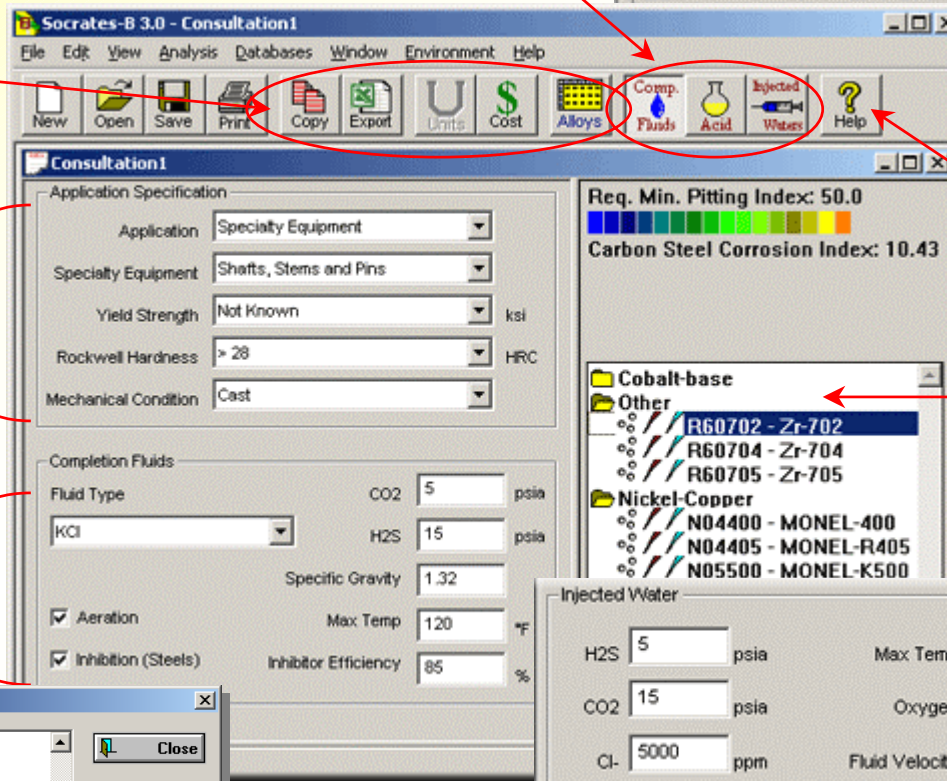 Socrates-B 3.0 - Consultation1
File Edit View Analysis Databases Window Environment Help
New Open Save Print Copy Export Units Cost Alloys Comp. Fluids Acid Injected Waters Help
Consultation1
Application Specification
Application Specialty Equipment
Specialty Equipment Shafts, Stems and Pins
Yield Strength Not Known ksi
Rockwell Hardness > 28 HRC
Mechanical Condition Cast
Completion Fluids
Fluid Type
KCl
CO2 5 psia
H2S 15 psia
Specific Gravity 1.32
Aeration Max Temp 120 °F
Inhibition (Steels) Inhibitor Efficiency 85 %
Close
Req. Min. Pitting Index: 50.0
Carbon Steel Corrosion Index: 10.43
Cobalt-base
Other
R60702 - Zr-702
R60704 - Zr-704
R60705 - Zr-705
Nickel-Copper
N04400 - MONEL-400
N04405 - MONEL-R405
N05500 - MONEL-K500
Injected Water
H2S 5 psia Max Tem
CO2 15 psia Oxyge
Cl- 5000 ppm Fluid Velocit